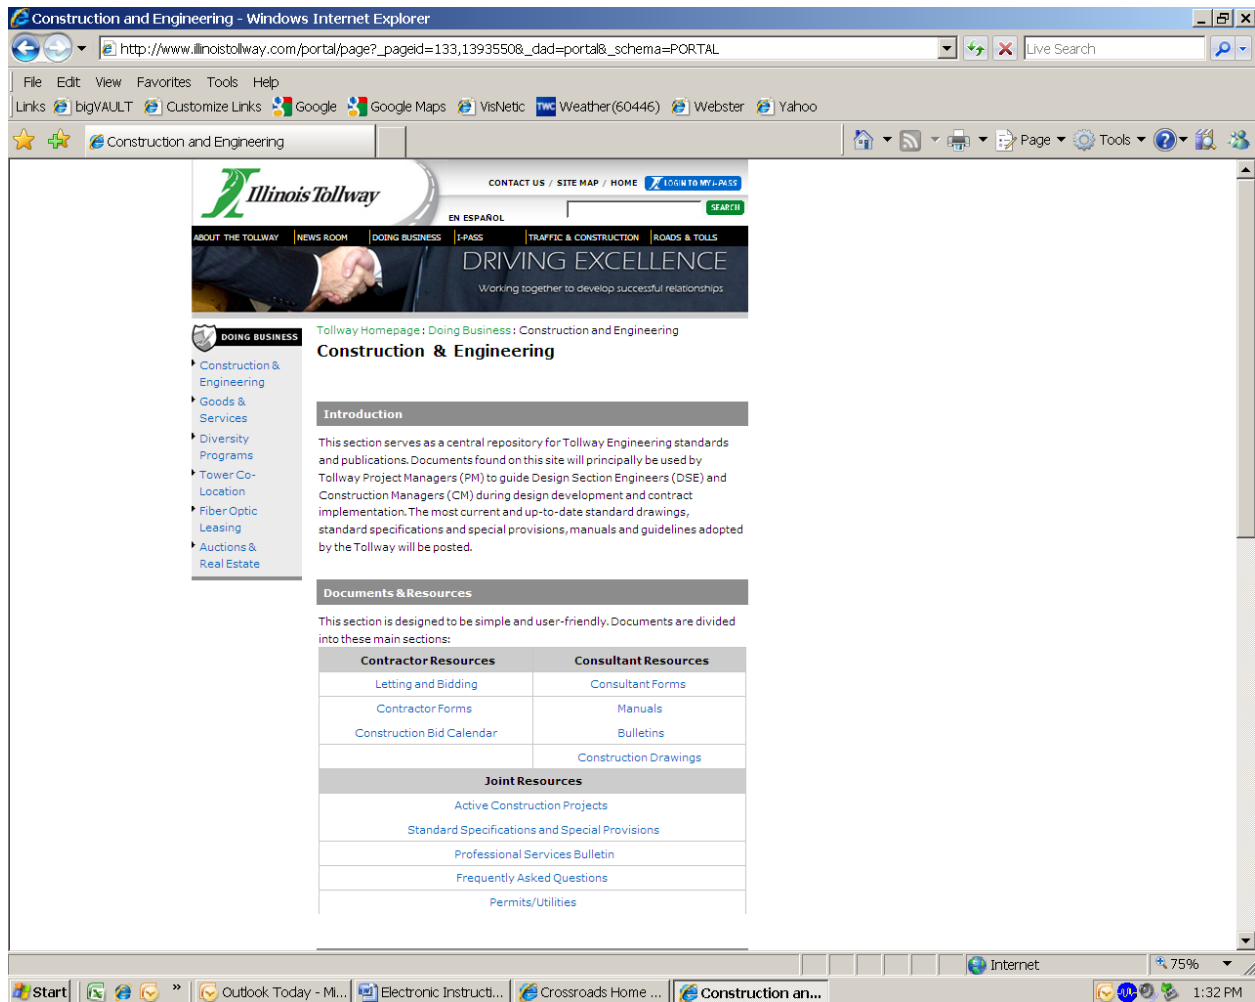 Construction and Engineering - Windows Internet Explorer
http://www.illinoistollway.com/portal/page?_pageid=133,1393550&_dad=portal&_schema=PORTAL
Live Search
File Edit View Favorites Tools Help
Links bigVAULT Customize Links Google Google Maps VisNetic TWC Weather(60446) Webster Yahoo
Construction and Engineering
Page Tools
Illinois Tollway
CONTACT US / SITE MAP / HOME LOGIN TO MY I-PASS
EN ESPAÑOL SEARCH
ABOUT THE TOLLWAY NEWS ROOM DOING BUSINESS I-PASS TRAFFIC & CONSTRUCTION ROADS & TOLLS
DRIVING EXCELLENCE
Working together to develop successful relationships
DOING BUSINESS
Construction &
Engineering
Goods &
Services
Diversity
Programs
Tower Co-
Location
Fiber Optic
Leasing
Auctions &
Real Estate
Tollway Homepage : Doing Business : Construction and Engineering
Construction & Engineering
Introduction
This section serves as a central repository for Tollway Engineering standards
and publications. Documents found on this site will principally be used by
Tollway Project Managers (PM) to guide Design Section Engineers (DSE) and
Construction Managers (CM) during design development and contract
implementation. The most current and up-to-date standard drawings,
standard specifications and special provisions, manuals and guidelines adopted
by the Tollway will be posted.
Documents & Resources
This section is designed to be simple and user-friendly. Documents are divided
into these main sections:
Contractor Resources Consultant Resources
Letting and Bidding Consultant Forms
Contractor Forms Manuals
Construction Bid Calendar Bulletins
Construction Drawings
Joint Resources
Active Construction Projects
Standard Specifications and Special Provisions
Professional Services Bulletin
Frequently Asked Questions
Permits/Utilities
Internet 75%
Start » Outlook Today - Mi... Electronic Instructi... Crossroads Home ... Construction an... 1:32 PM